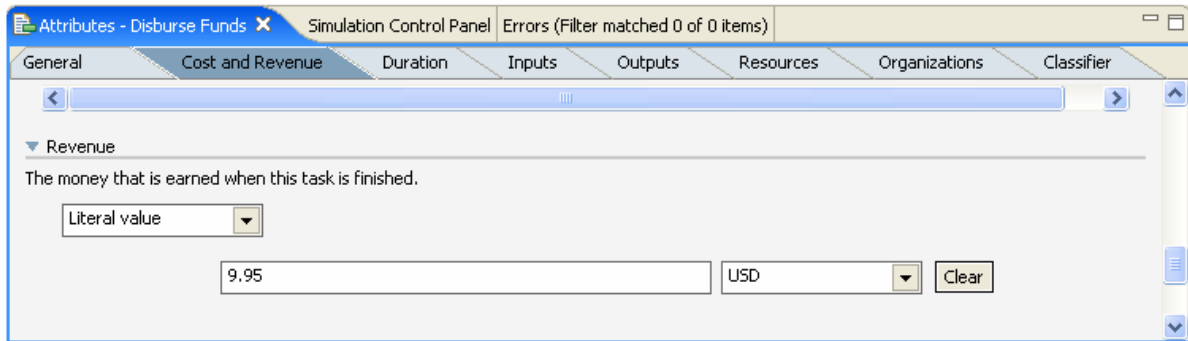 Attributes - Disburse Funds Simulation Control Panel Errors (Filter matched 0 of 0 items)
General Cost and Revenue Duration Inputs Outputs Resources Organizations Classifier
Revenue
The money that is earned when this task is finished.
Literal value
9.95 USD Clear